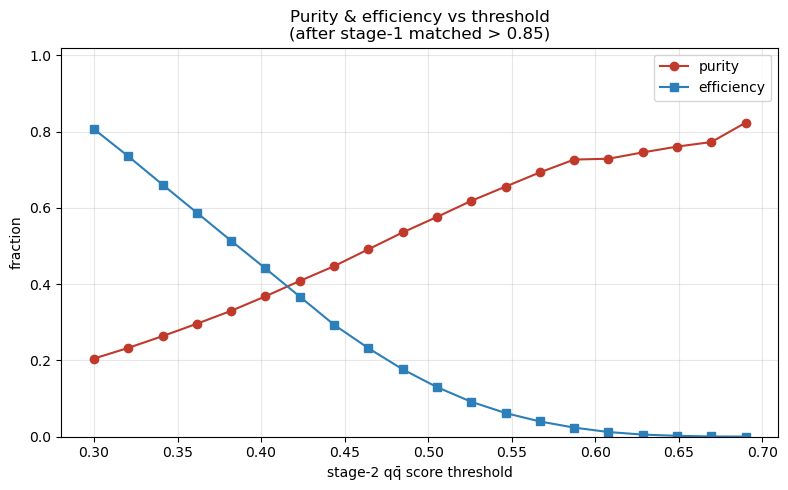 Purity & efficiency vs threshold
(after stage-1 matched > 0.85)
1.0
0.8
0.6
0.4
0.2
0.0
fraction
purity
efficiency
0.30 0.35 0.40 0.45 0.50 0.55 0.60 0.65 0.70
stage-2 qq̄ score threshold